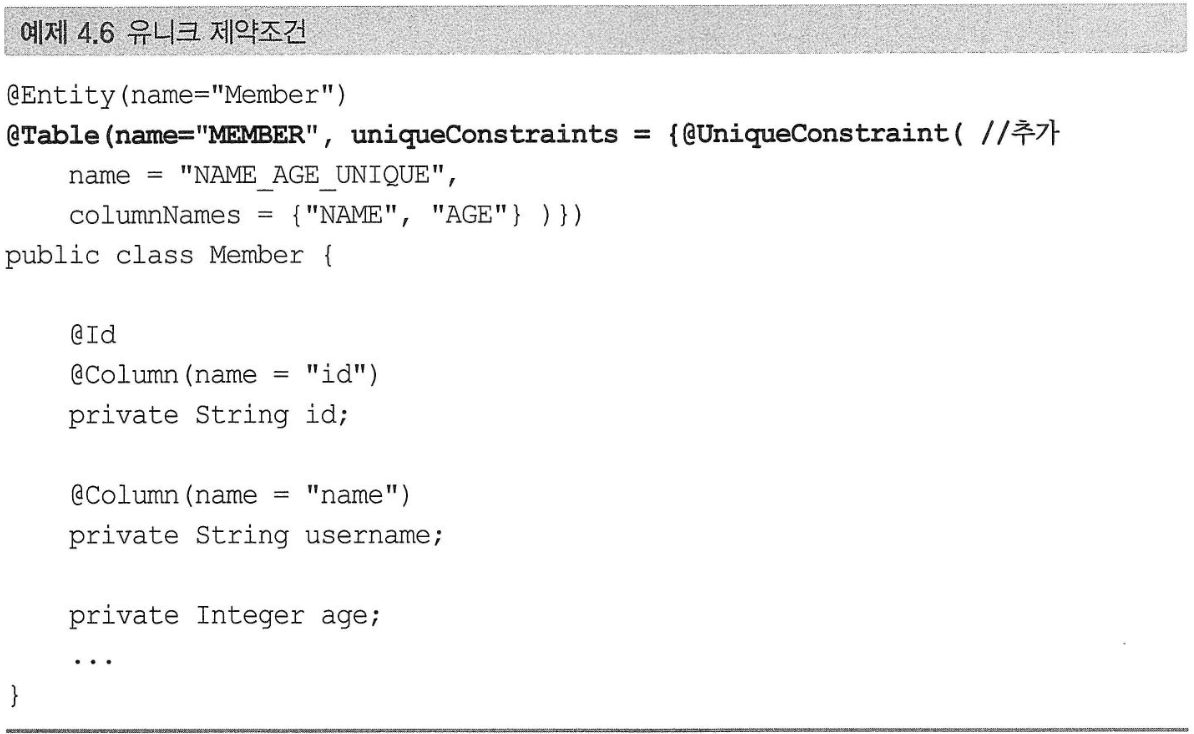 예제 4.6 유니크 제약조건
@Entity(name="Member")
@Table(name="MEMBER", uniqueConstraints = {@UniqueConstraint( //추가
    name = "NAME_AGE_UNIQUE",
    columnNames = {"NAME", "AGE"} )})
public class Member {

    @Id
    @Column(name = "id")
    private String id;

    @Column(name = "name")
    private String username;

    private Integer age;
    ...
}